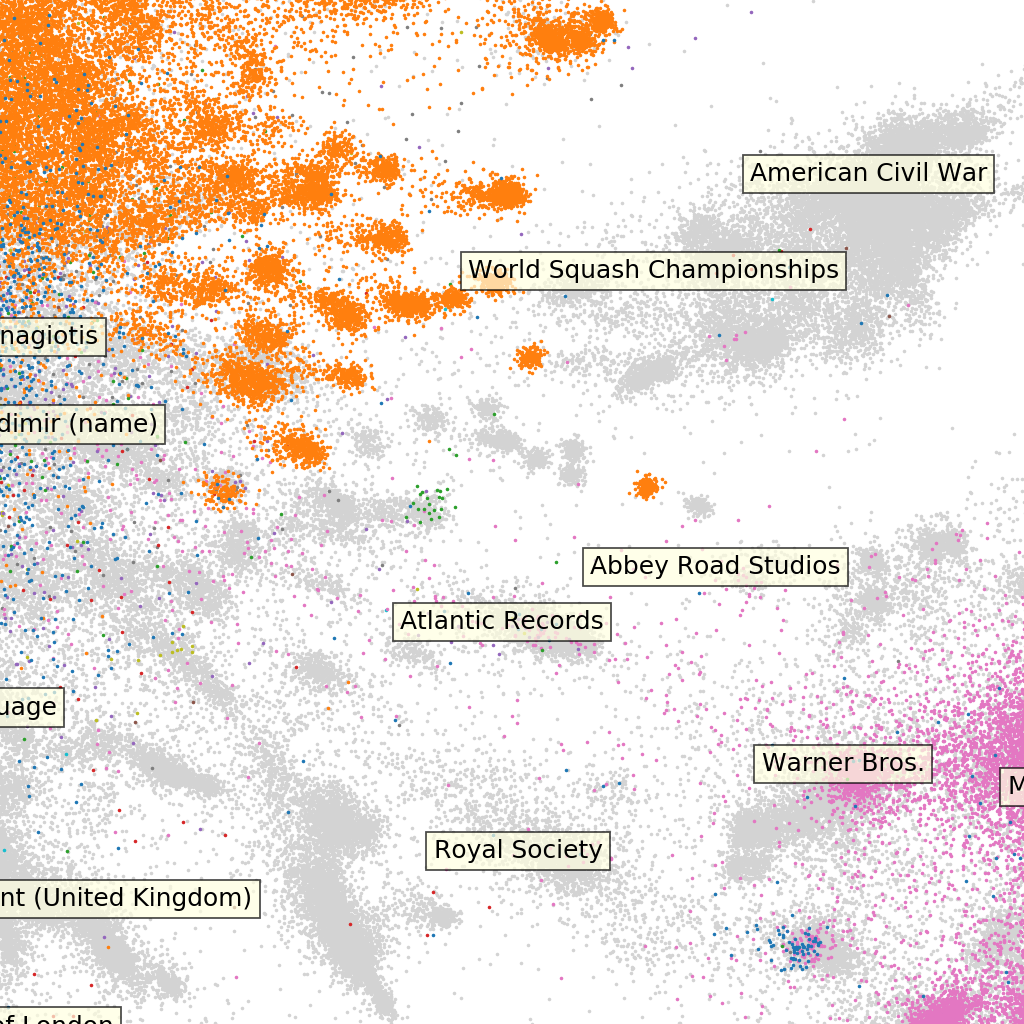 American Civil War
World Squash Championships
nagiotis
dimir (name)
Abbey Road Studios
Atlantic Records
uage
Warner Bros.
M
Royal Society
nt (United Kingdom)
of London